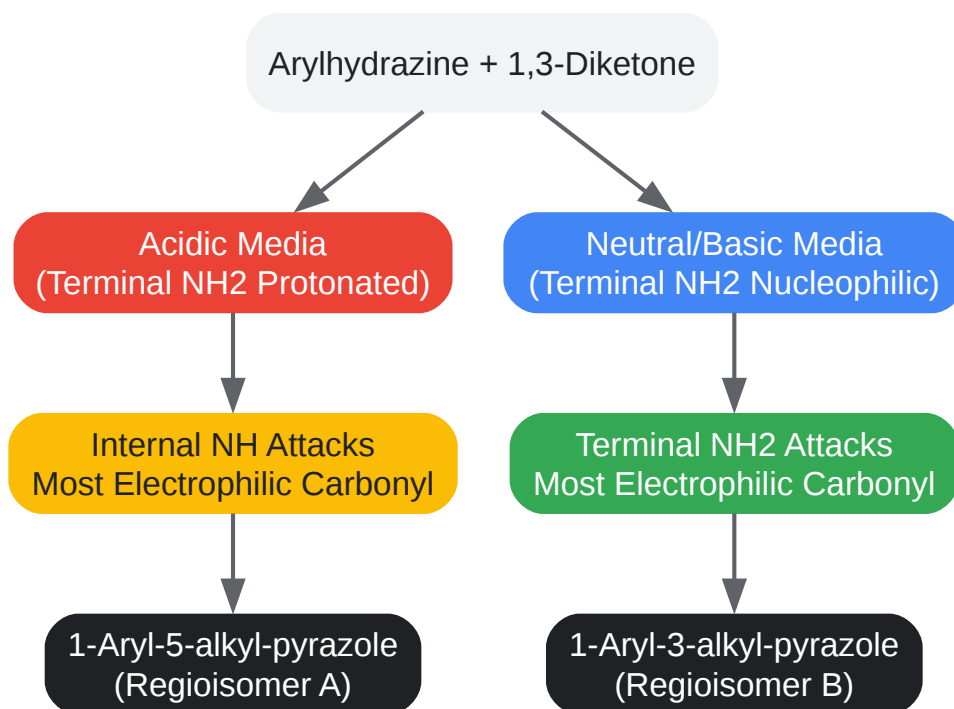 Arylhydrazine + 1,3-Diketone
Acidic Media
(Terminal NH2 Protonated)
Neutral/Basic Media
(Terminal NH2 Nucleophilic)
Internal NH Attacks
Most Electrophilic Carbonyl
Terminal NH2 Attacks
Most Electrophilic Carbonyl
1-Aryl-5-alkyl-pyrazole
(Regioisomer A)
1-Aryl-3-alkyl-pyrazole
(Regioisomer B)